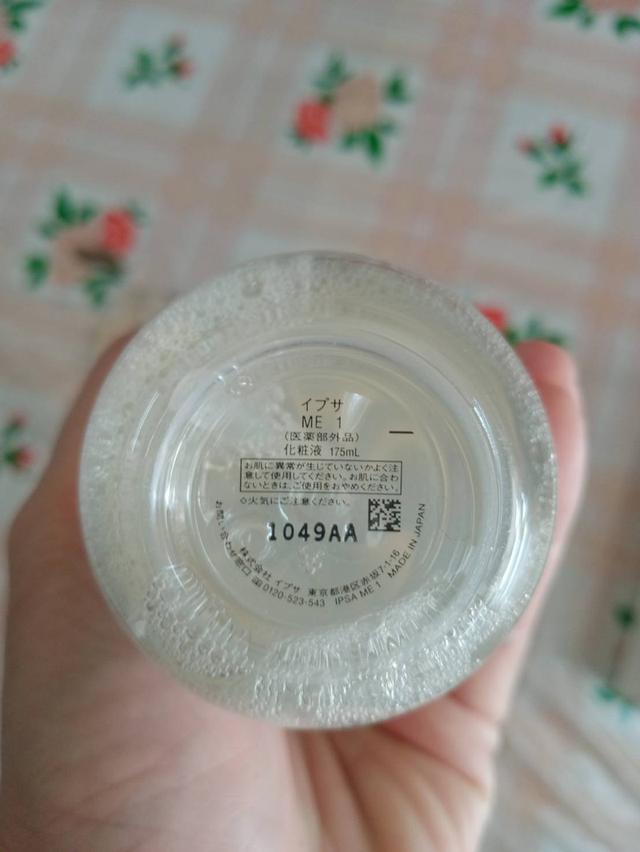 イプサ
ME 1
(医薬部外品)
化粧液 175mL
お肌に異常が生じていないかよく注
意して使用してください。お肌に合わ
ないときは、ご使用をおやめください。
◇火気にご注意ください。
1049AA
株式会社 イプサ 東京都港区赤坂7-1-16 MADE IN JAPAN
お問い合わせ窓口 0120-523-543 IPSA ME 1